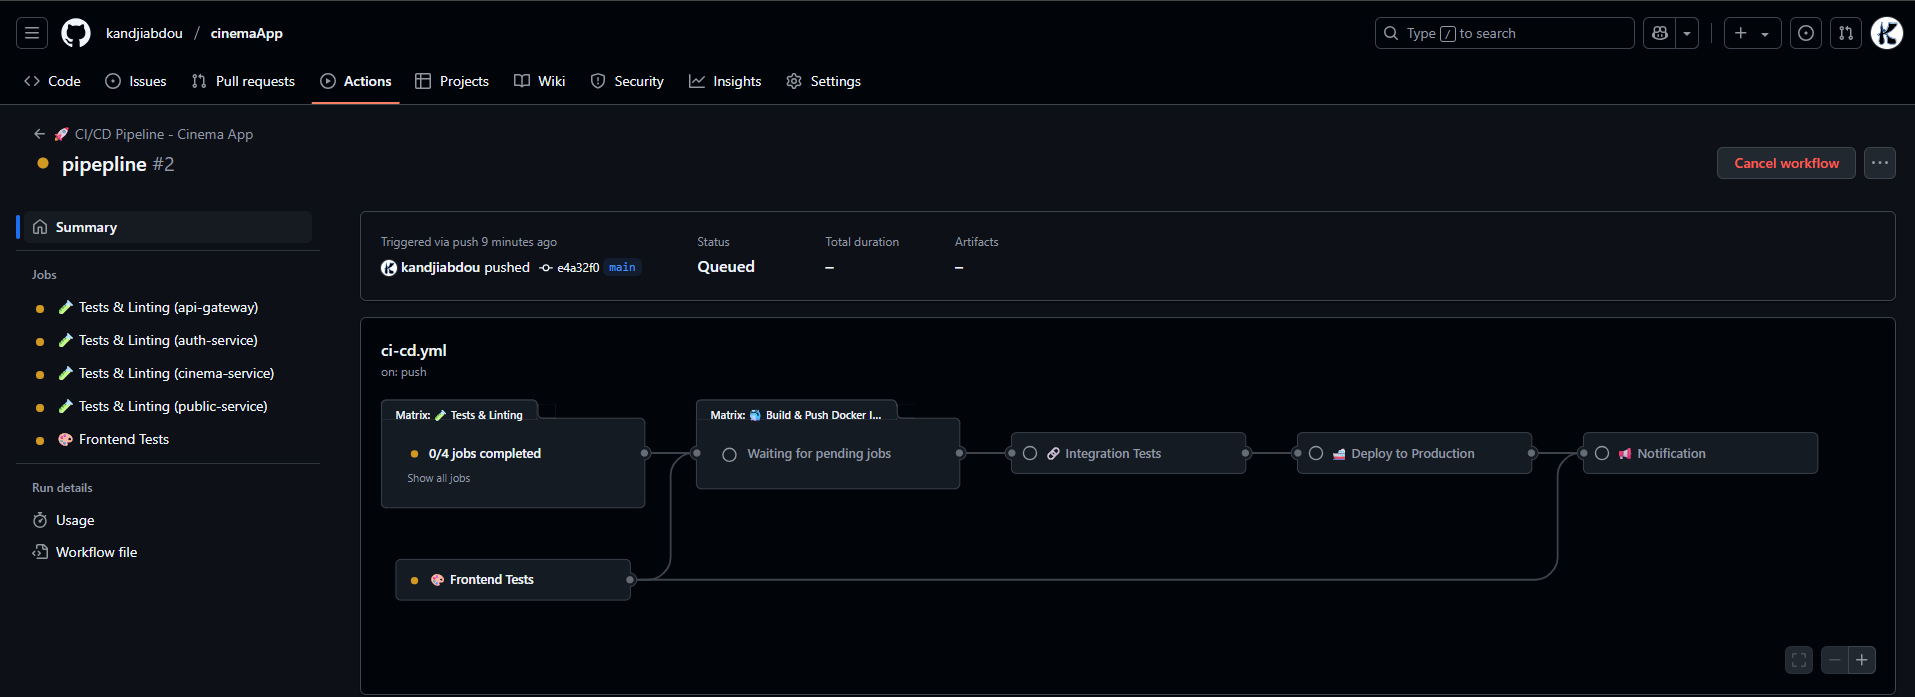 kandjiabdou / cinemaApp
Type / to search
Code
Issues
Pull requests
Actions
Projects
Wiki
Security
Insights
Settings
CI/CD Pipeline - Cinema App
pipepline #2
Cancel workflow
Summary
Jobs
Tests & Linting (api-gateway)
Tests & Linting (auth-service)
Tests & Linting (cinema-service)
Tests & Linting (public-service)
Frontend Tests
Run details
Usage
Workflow file
Triggered via push 9 minutes ago
kandjiabdou pushed e4a32f0 main
Status
Queued
Total duration
–
Artifacts
–
ci-cd.yml
on: push
Matrix: Tests & Linting
0/4 jobs completed
Show all jobs
Matrix: Build & Push Docker I...
Waiting for pending jobs
Integration Tests
Deploy to Production
Notification
Frontend Tests